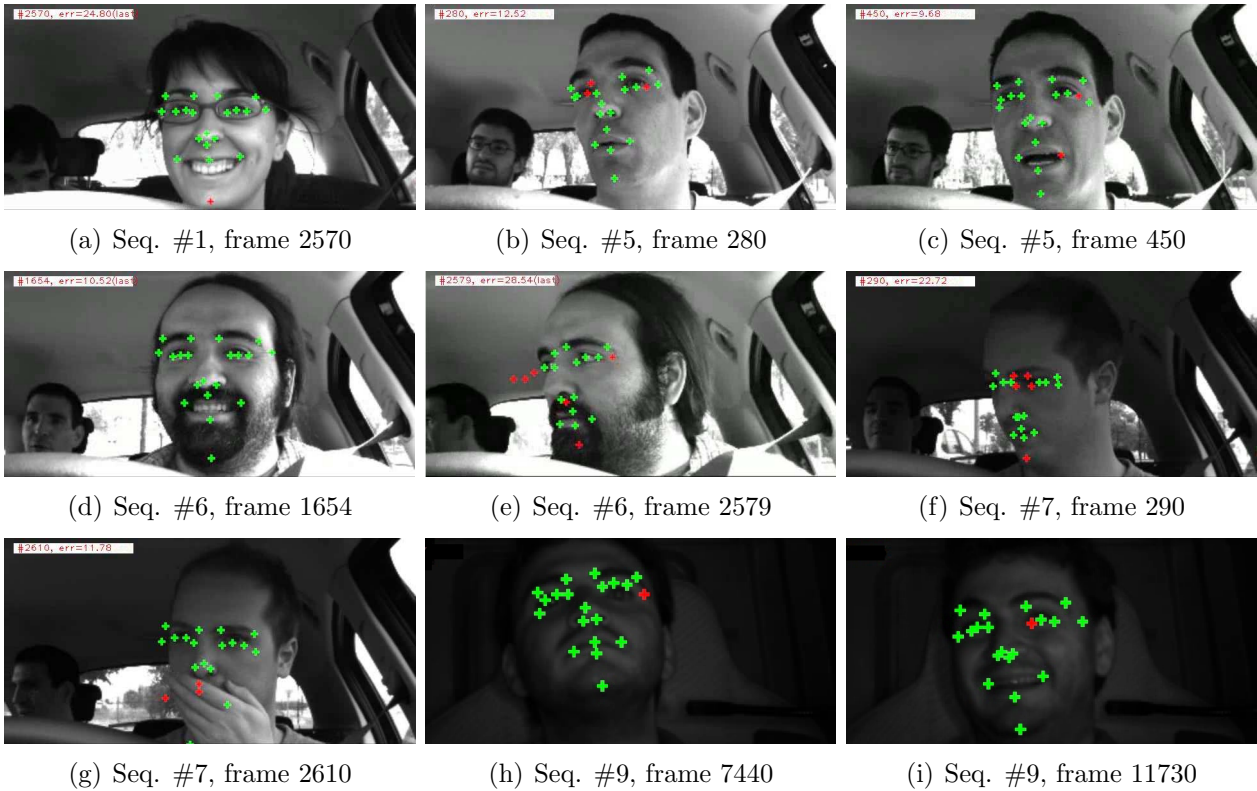 #2570, err=24.80(last
#280, err=12.52
#450, err=9.68
(a) Seq. #1, frame 2570
(b) Seq. #5, frame 280
(c) Seq. #5, frame 450
#1654, err=10.52(last
#2579, err=28.54(last)
#290, err=22.72
(d) Seq. #6, frame 1654
(e) Seq. #6, frame 2579
(f) Seq. #7, frame 290
#2610, err=11.78
(g) Seq. #7, frame 2610
(h) Seq. #9, frame 7440
(i) Seq. #9, frame 11730